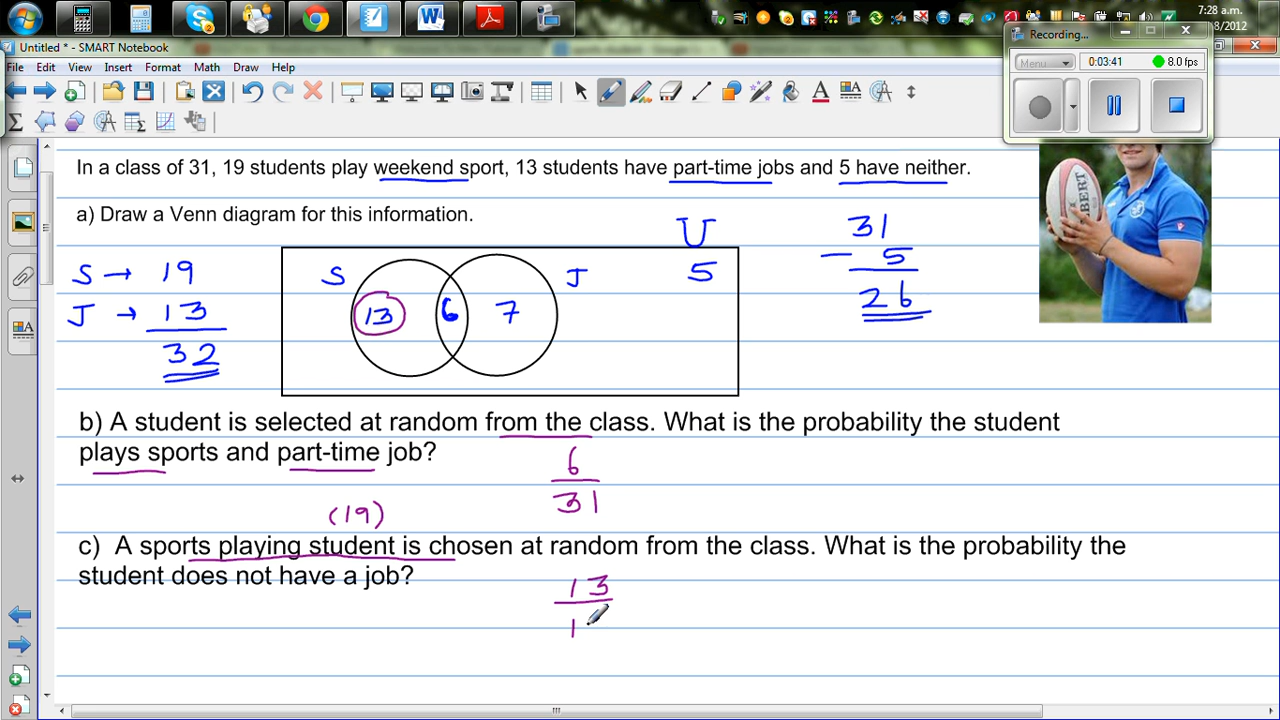 7:28 a.m.
Untitled * - SMART Notebook
8/2012
Recording...
Menu
0:03:41
8.0 fps
File Edit View Insert Format Math Draw Help
In a class of 31, 19 students play weekend sport, 13 students have part-time jobs and 5 have neither.
a) Draw a Venn diagram for this information.
U
31
S → 19
S
J
5
- 5
J → 13
13
6
7
26
32
b) A student is selected at random from the class. What is the probability the student
plays sports and part-time job?
6
31
(19)
c) A sports playing student is chosen at random from the class. What is the probability the
student does not have a job?
13
1